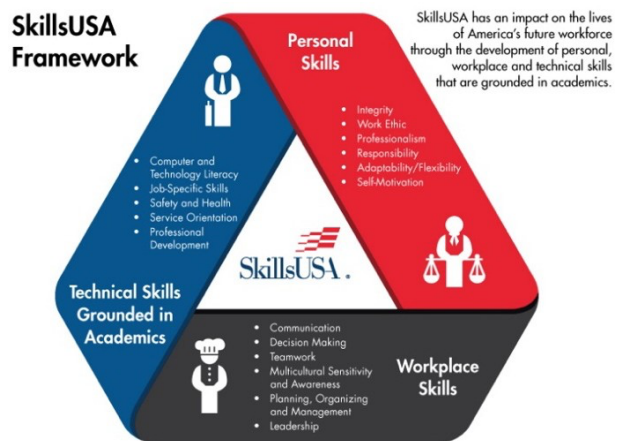 SkillsUSA
Framework
SkillsUSA has an impact on the lives
of America's future workforce
through the development of personal,
workplace and technical skills
that are grounded in academics.
Personal
Skills
• Integrity
• Work Ethic
• Professionalism
• Responsibility
• Adaptability/Flexibility
• Self-Motivation
• Computer and
Technology Literacy
• Job-Specific Skills
• Safety and Health
• Service Orientation
• Professional
Development
Technical Skills
Grounded in
Academics
SkillsUSA.
• Communication
• Decision Making
• Teamwork
• Multicultural Sensitivity
and Awareness
• Planning, Organizing
and Management
• Leadership
Workplace
Skills